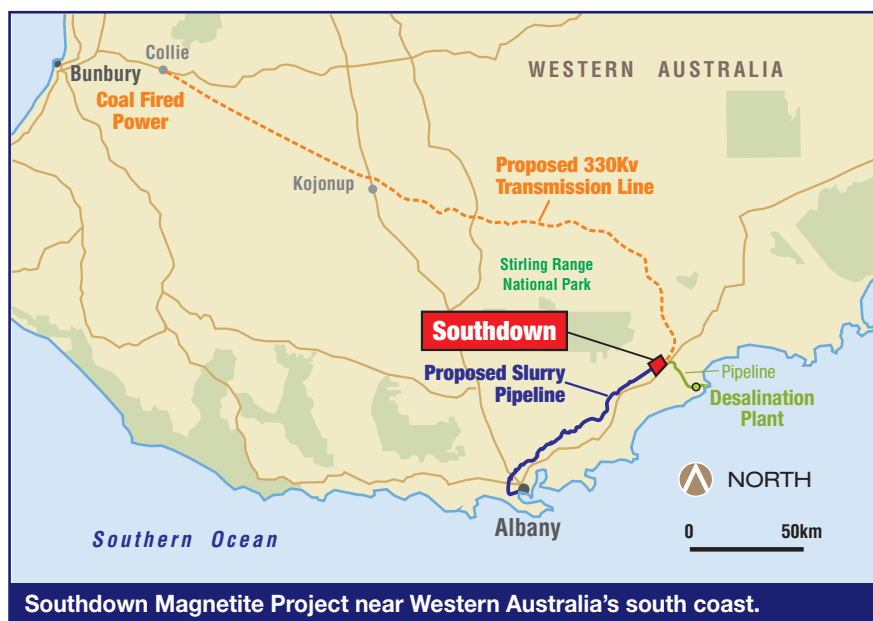 Collie
Bunbury
Coal Fired
Power
WESTERN AUSTRALIA
Kojonup
Proposed 330Kv
Transmission Line
Stirling Range
National Park
Southdown
Proposed Slurry
Pipeline
Pipeline
Desalination
Plant
NORTH
Albany
0 50km
Southern Ocean
Southdown Magnetite Project near Western Australia's south coast.